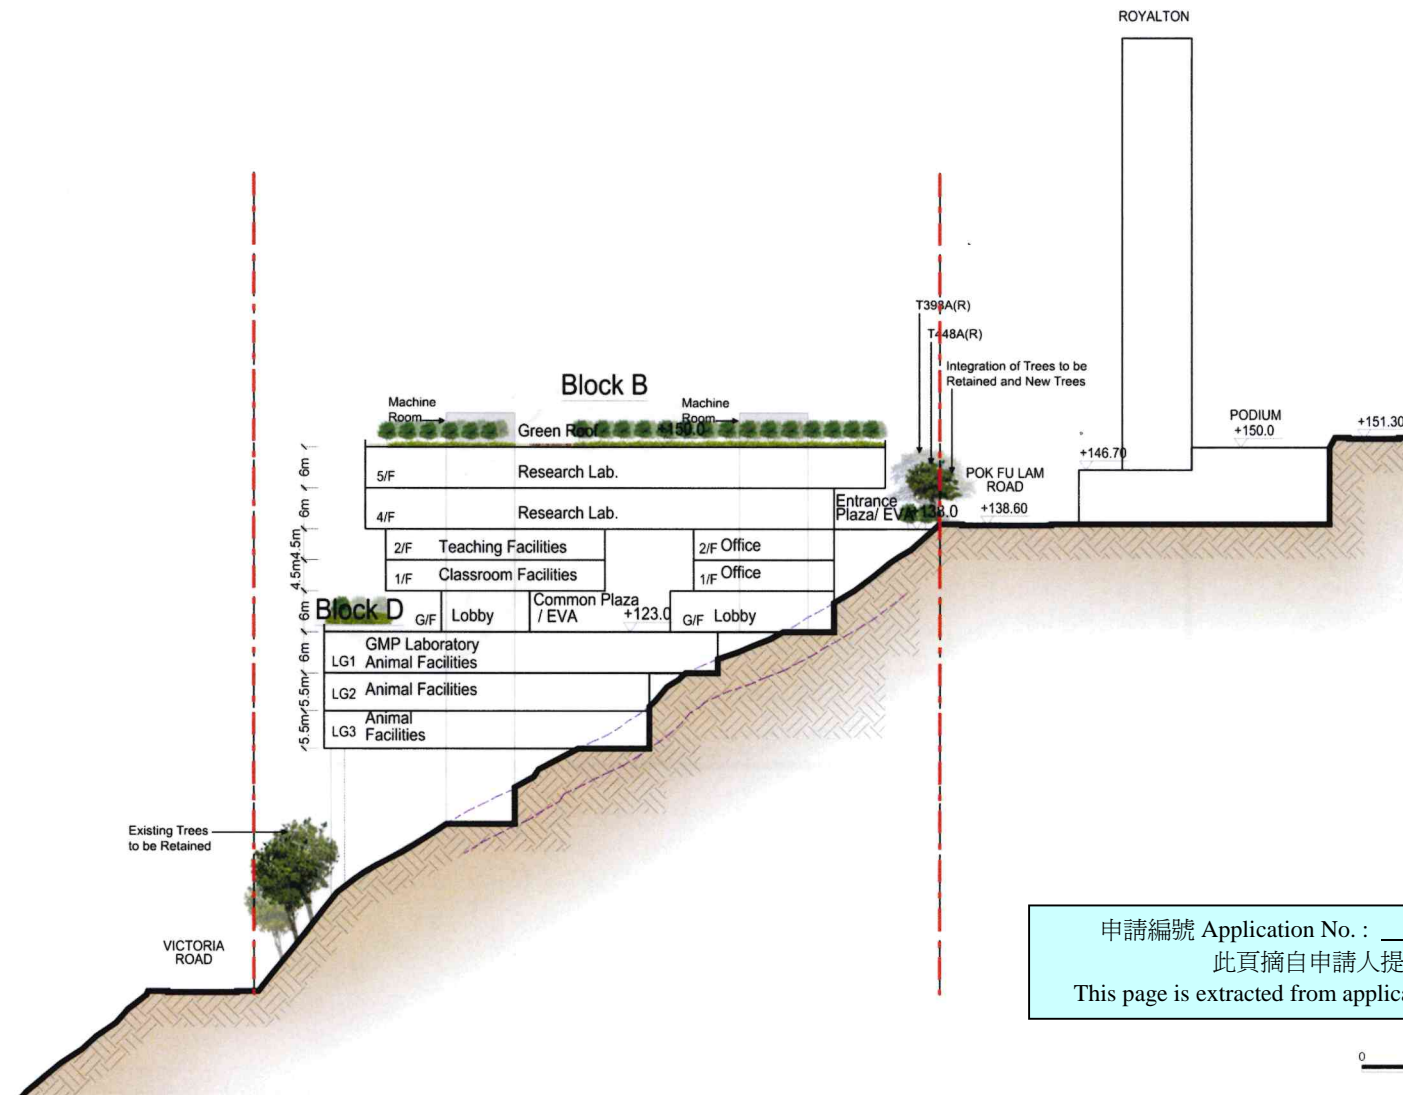 ROYALTON
T398A(R)
T448A(R)
Integration of Trees to be
Retained and New Trees
Block B
Machine
Room
Machine
Room
Green Roof
+150.0
PODIUM
+150.0
+151.30
+146.70
POK FU LAM
ROAD
+138.60
Entrance
Plaza/ EVA
+138.0
6m
5/F
Research Lab.
6m
4/F
Research Lab.
4.5m
2/F
Teaching Facilities
2/F Office
4.5m
1/F
Classroom Facilities
1/F Office
6m
Block D
G/F
Lobby
Common Plaza
/ EVA
+123.0
G/F Lobby
6m
LG1
GMP Laboratory
Animal Facilities
5.5m
LG2
Animal Facilities
5.5m
LG3
Animal
Facilities
Existing Trees
to be Retained
VICTORIA
ROAD
申請編號 Application No. :
此頁摘自申請人提
This page is extracted from applica
0